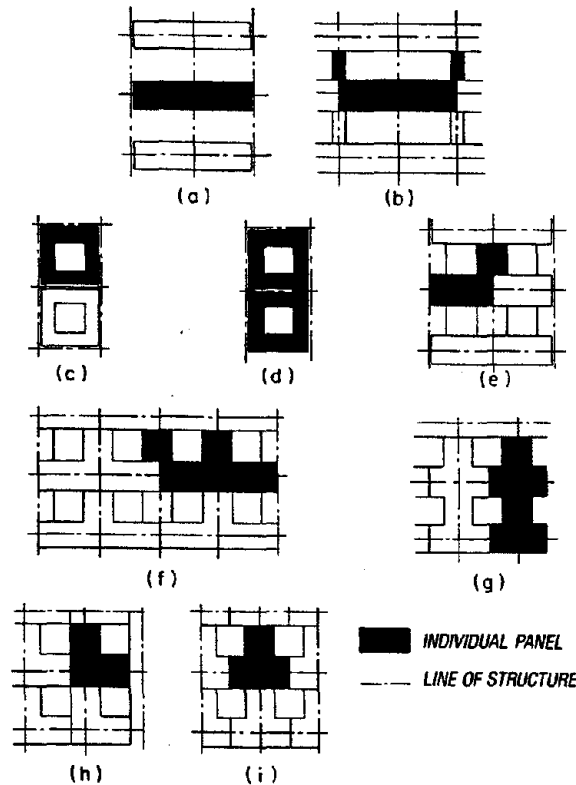 (a)
(b)
(c)
(d)
(e)
(f)
(g)
(h)
(i)
INDIVIDUAL PANEL
LINE OF STRUCTURE